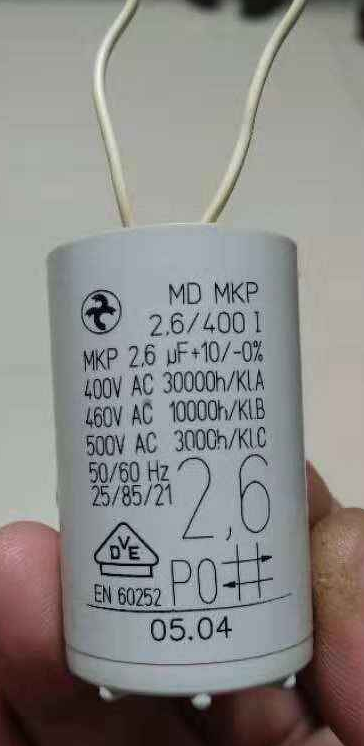 MD MKP
2.6/400 I
MKP 2,6 µF+10/-0%
400V AC 30000h/Kl.A
460V AC 10000h/Kl.B
500V AC 3000h/Kl.C
50/60 Hz
25/85/21
2,6
DVE
EN 60252
P0
05.04